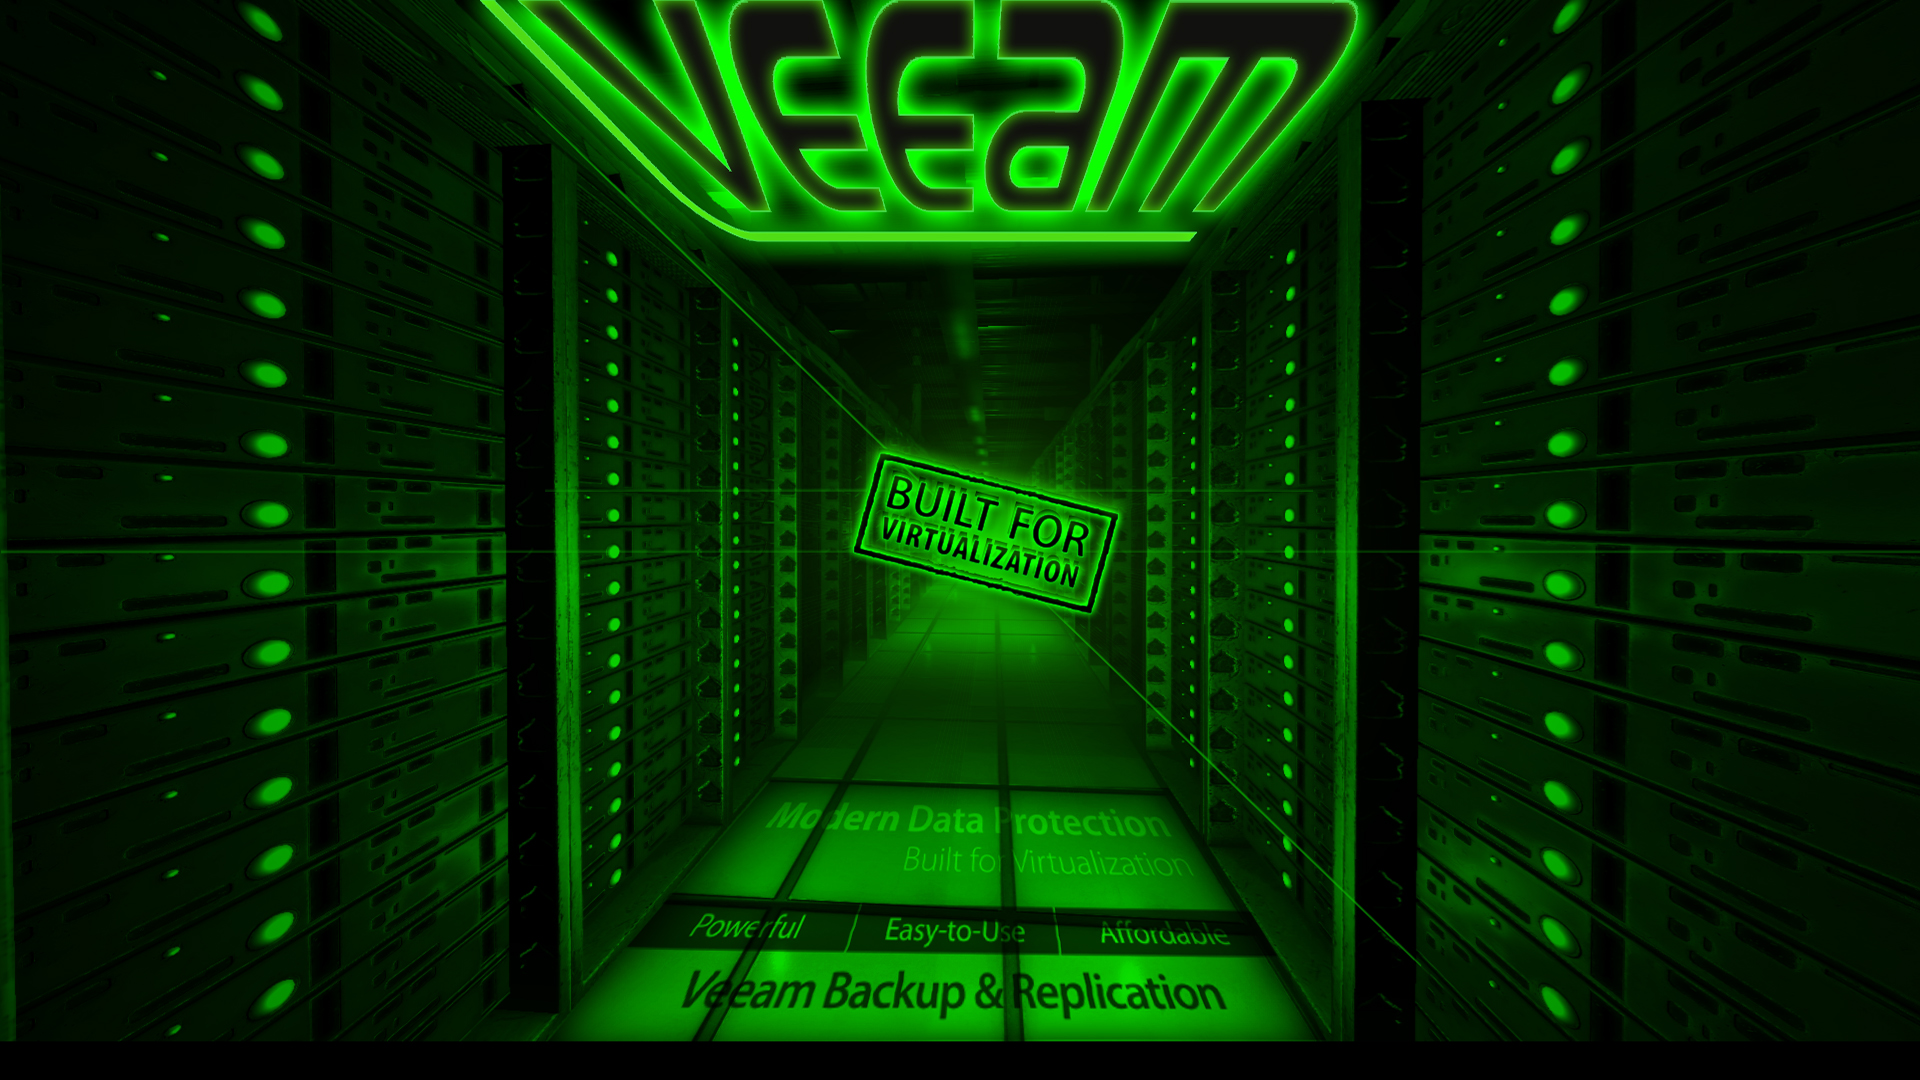 veeam
BUILT FOR
VIRTUALIZATION
Modern Data Protection
Built for Virtualization
Powerful
Easy-to-Use
Affordable
Veeam Backup & Replication